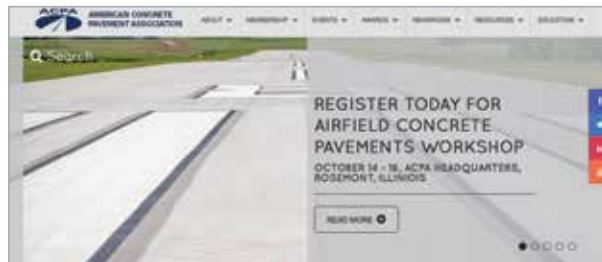 ACPA
AMERICAN CONCRETE
PAVEMENT ASSOCIATION
ABOUT MEMBERSHIP EVENTS AWARDS NEWSROOM RESOURCES EDUCATION
Search
REGISTER TODAY FOR
AIRFIELD CONCRETE
PAVEMENTS WORKSHOP
OCTOBER 14 - 16, ACPA HEADQUARTERS,
ROSEMONT, ILLINIOIS
READ MORE